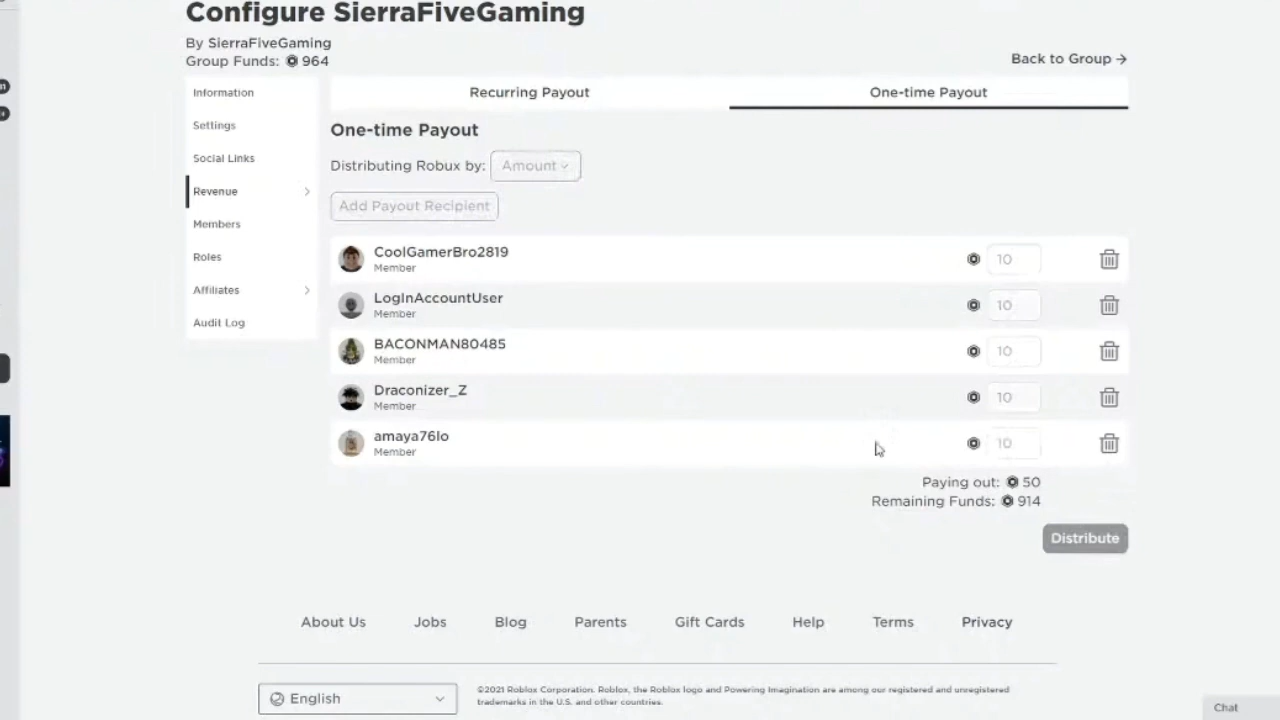 Configure SierraFiveGaming
By SierraFiveGaming
Group Funds: 964
Back to Group →
Information
Settings
Social Links
Revenue
Members
Roles
Affiliates
Audit Log
Recurring Payout
One-time Payout
One-time Payout
Distributing Robux by: Amount
Add Payout Recipient
CoolGamerBro2819
Member
10
LogInAccountUser
Member
10
BACONMAN80485
Member
10
Draconizer_Z
Member
10
amaya76lo
Member
10
Paying out: 50
Remaining Funds: 914
Distribute
About Us Jobs Blog Parents Gift Cards Help Terms Privacy
English
©2021 Roblox Corporation. Roblox, the Roblox logo and Powering Imagination are among our registered and unregistered
trademarks in the U.S. and other countries.
Chat